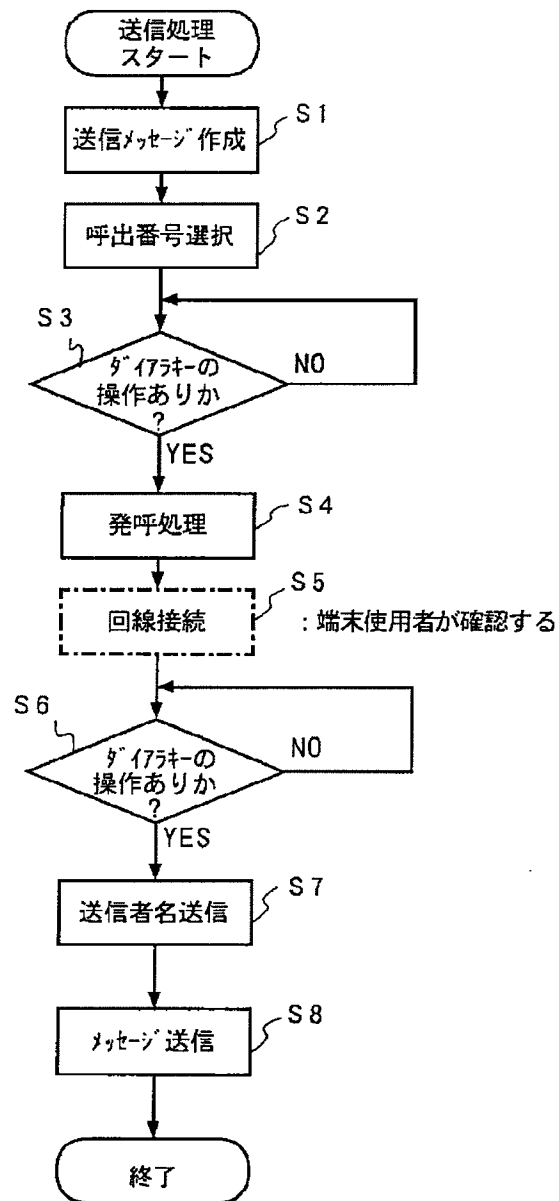 送信処理
スタート
S1
送信ﾒｯｾｰｼﾞ作成
S2
呼出番号選択
S3
ﾀﾞｲｱﾗｷｰの
操作ありか
?
NO
YES
S4
発呼処理
S5
回線接続
:端末使用者が確認する
S6
ﾀﾞｲｱﾗｷｰの
操作ありか
?
NO
YES
S7
送信者名送信
S8
ﾒｯｾｰｼﾞ送信
終了